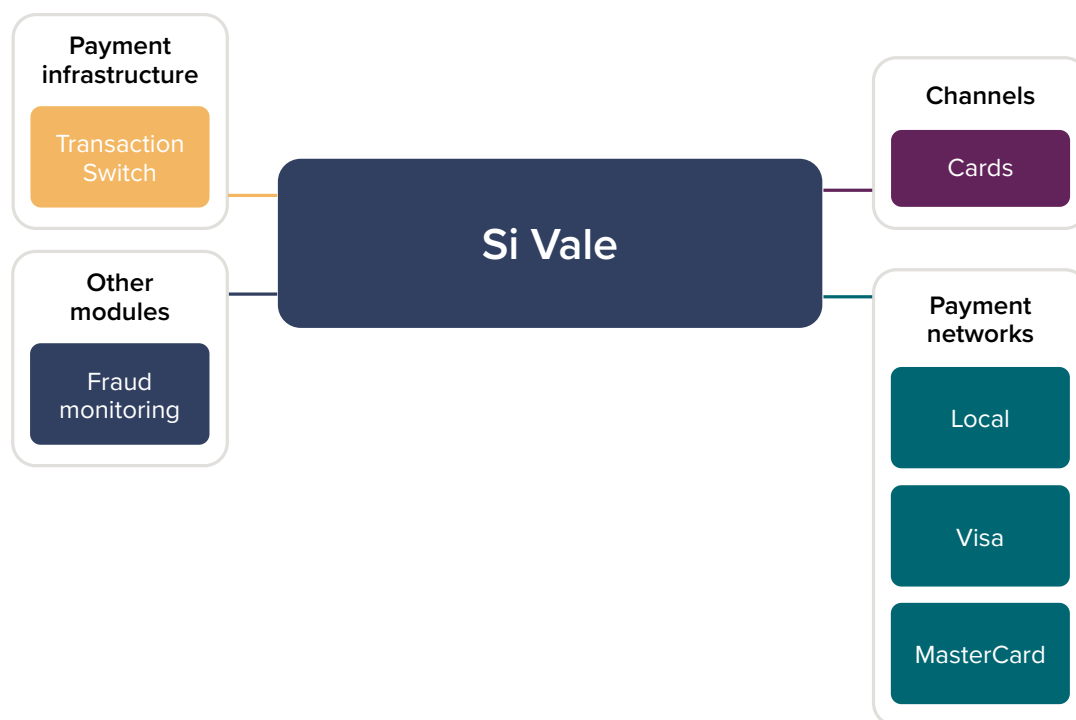 Payment
infrastructure
Transaction
Switch
Other
modules
Fraud
monitoring
Si Vale
Channels
Cards
Payment
networks
Local
Visa
MasterCard